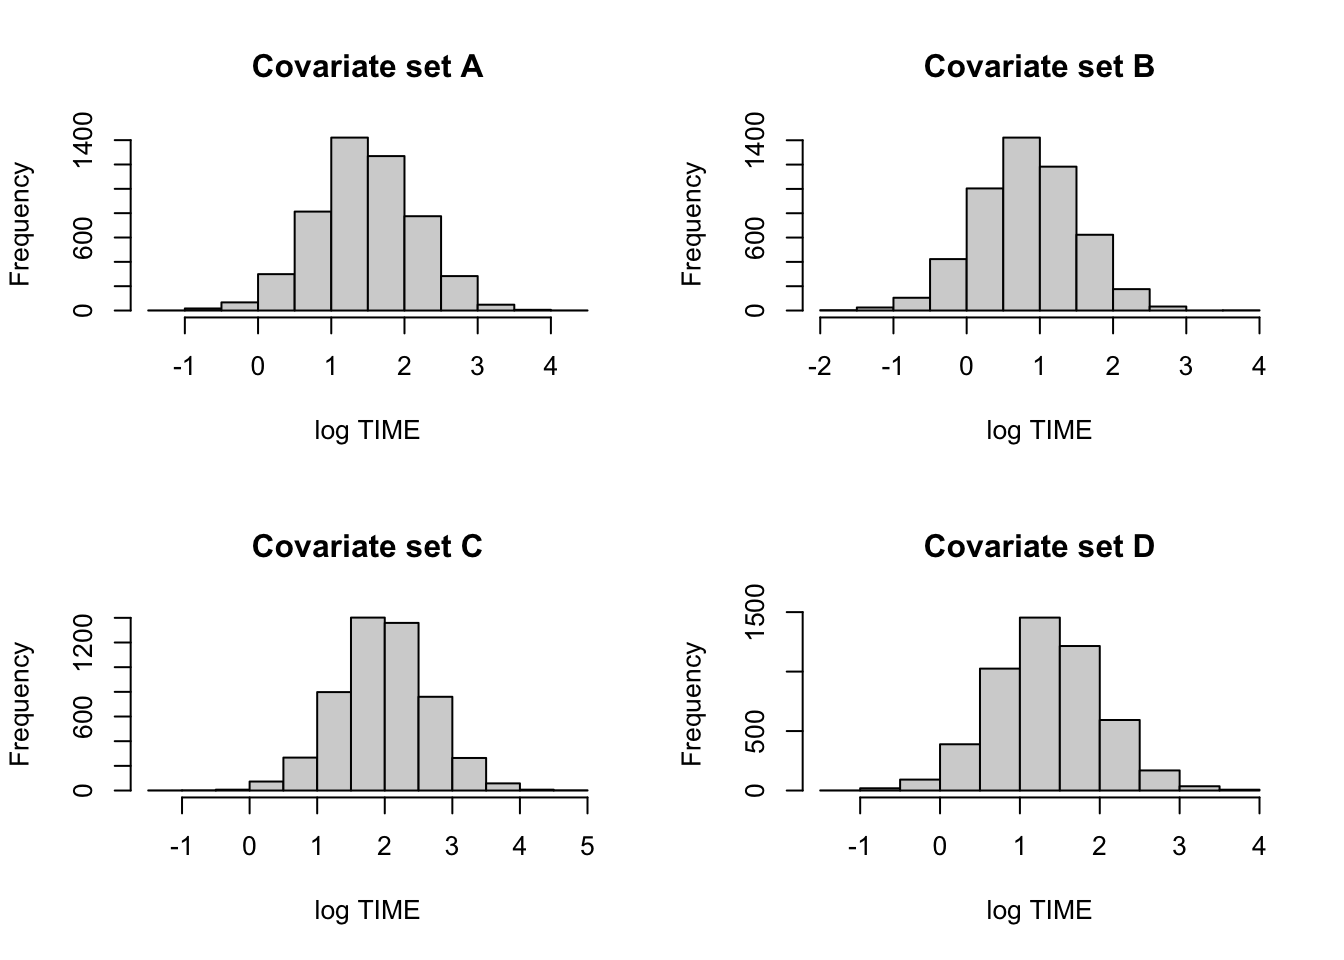 Covariate set A
Frequency
0 600 1400
-1 0 1 2 3 4
log TIME
Covariate set B
Frequency
0 600 1400
-2 -1 0 1 2 3 4
log TIME
Covariate set C
Frequency
0 600 1200
-1 0 1 2 3 4 5
log TIME
Covariate set D
Frequency
0 500 1500
-1 0 1 2 3 4
log TIME